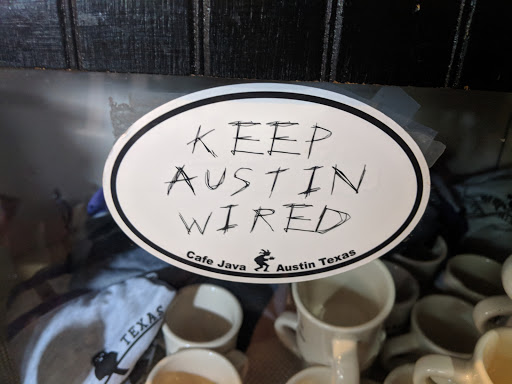 KEEP
AUSTIN
WIRED
Cafe Java Austin Texas
TEXAS